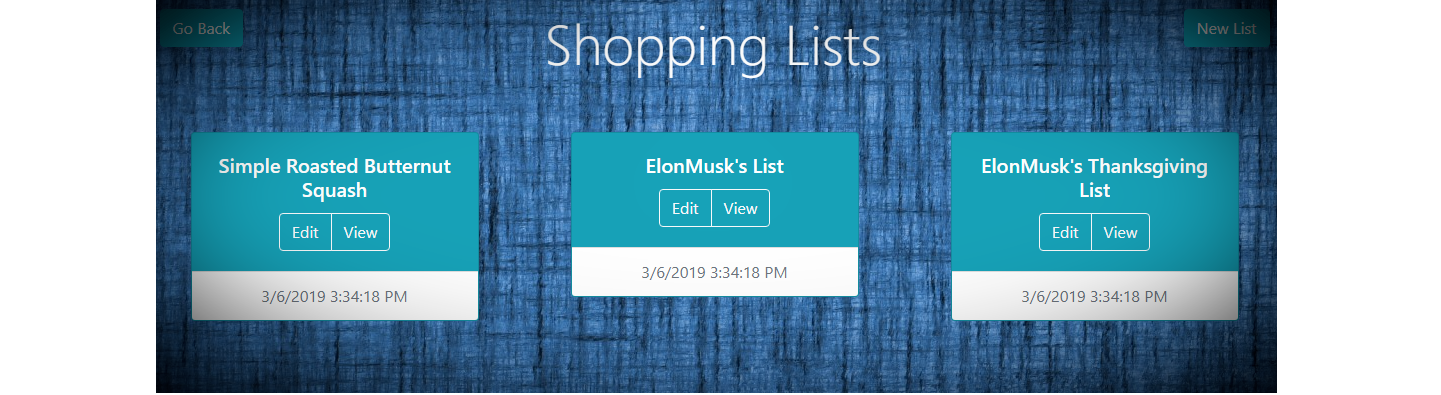 Go Back
Shopping Lists
New List
Simple Roasted Butternut
Squash
Edit View
3/6/2019 3:34:18 PM
ElonMusk's List
Edit View
3/6/2019 3:34:18 PM
ElonMusk's Thanksgiving
List
Edit View
3/6/2019 3:34:18 PM